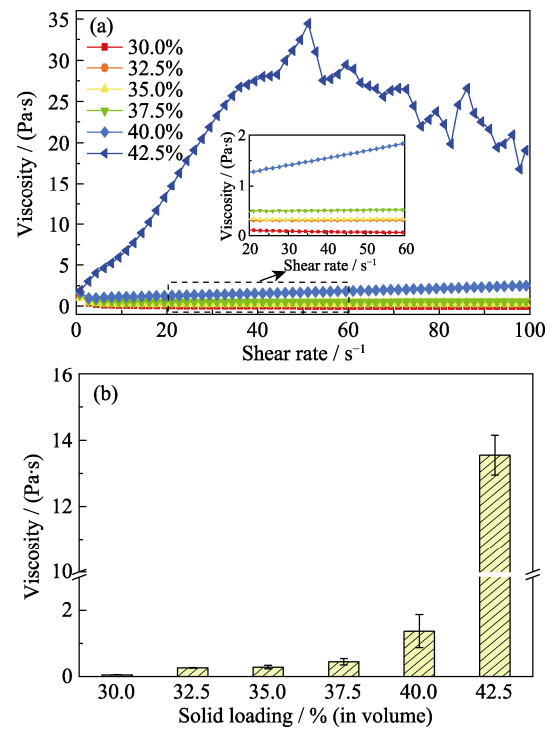 (a)
30.0%
32.5%
35.0%
37.5%
40.0%
42.5%
Viscosity / (Pa·s)
35
30
25
20
15
10
5
0
Viscosity / (Pa·s)
2
1
0
20 30 40 50 60
Shear rate / s⁻¹
0 20 40 60 80 100
Shear rate / s⁻¹
(b)
Viscosity / (Pa·s)
16
14
12
10
2
0
30.0 32.5 35.0 37.5 40.0 42.5
Solid loading / % (in volume)